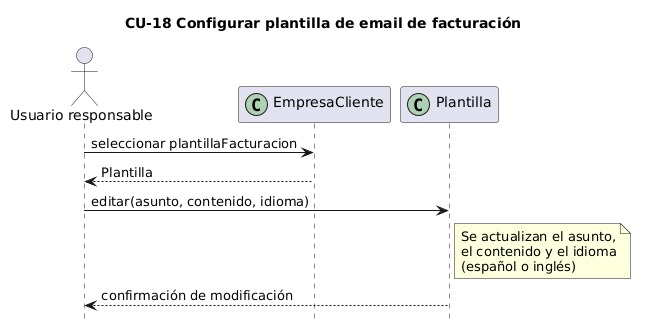 CU-18 Configurar plantilla de email de facturación
Usuario responsable
C EmpresaCliente
C Plantilla
seleccionar plantillaFacturacion
Plantilla
editar(asunto, contenido, idioma)
Se actualizan el asunto,
el contenido y el idioma
(español o inglés)
confirmación de modificación